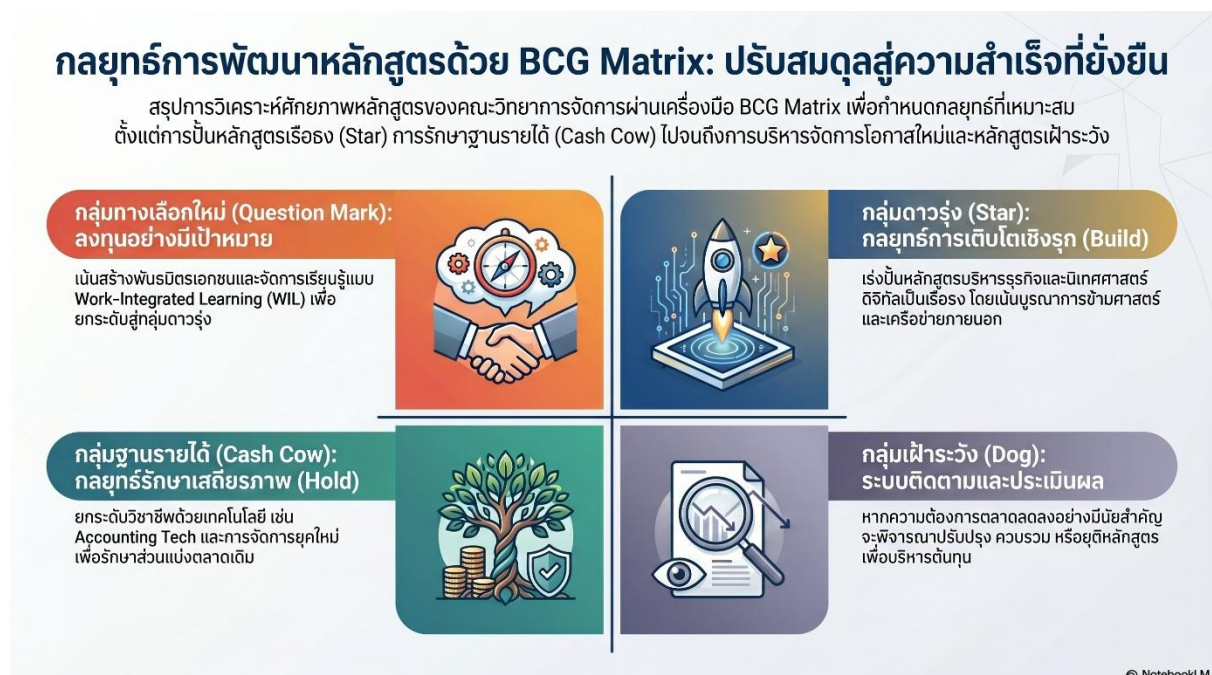 กลยุทธ์การพัฒนาหลักสูตรด้วย BCG Matrix: ปรับสมดุลสู่ความสำเร็จที่ยั่งยืน
สรุปการวิเคราะห์ศักยภาพหลักสูตรของคณะวิทยาการจัดการผ่านเครื่องมือ BCG Matrix เพื่อกำหนดกลยุทธ์ที่เหมาะสม
ตั้งแต่การปั้นหลักสูตรเรือธง (Star) การรักษาฐานรายได้ (Cash Cow) ไปจนถึงการบริหารจัดการโอกาสใหม่และหลักสูตรเฝ้าระวัง
กลุ่มทางเลือกใหม่ (Question Mark):
ลงทุนอย่างมีเป้าหมาย
เน้นสร้างพันธมิตรเอกชนและจัดการเรียนรู้แบบ
Work-Integrated Learning (WIL) เพื่อ
ยกระดับสู่กลุ่มดาวรุ่ง
กลุ่มดาวรุ่ง (Star):
กลยุทธ์การเติบโตเชิงรุก (Build)
เร่งปั้นหลักสูตรบริหารธุรกิจและนิเทศศาสตร์
ดิจิทัลเป็นเรือธง โดยเน้นบูรณาการข้ามศาสตร์
และเครือข่ายภายนอก
กลุ่มฐานรายได้ (Cash Cow):
กลยุทธ์รักษาเสถียรภาพ (Hold)
ยกระดับวิชาชีพด้วยเทคโนโลยี เช่น
Accounting Tech และการจัดการยุคใหม่
เพื่อรักษาส่วนแบ่งตลาดเดิม
กลุ่มเฝ้าระวัง (Dog):
ระบบติดตามและประเมินผล
หากความต้องการตลาดลดลงอย่างมีนัยสำคัญ
จะพิจารณาปรับปรุง ควบรวม หรือยุติหลักสูตร
เพื่อบริหารต้นทุน
NotebookLM